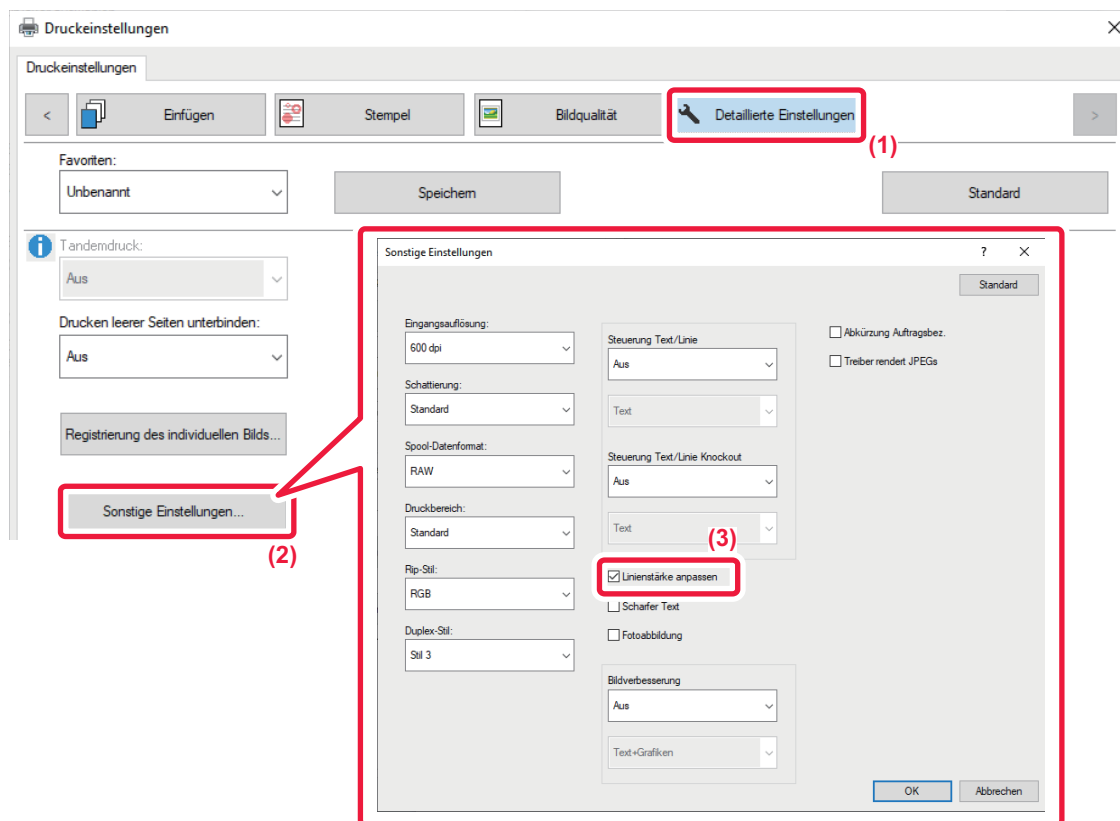 Druckeinstellungen
Druckeinstellungen
< Einfügen Stempel Bildqualität Detaillierte Einstellungen >
(1)
Favoriten:
Unbenannt Speichern Standard
Tandemdruck:
Aus
Drucken leerer Seiten unterbinden:
Aus
Registrierung des individuellen Bilds...
Sonstige Einstellungen...
(2)
Sonstige Einstellungen ?
Standard
Eingangsauflösung:
600 dpi
Schattierung:
Standard
Spool-Datenformat:
RAW
Druckbereich:
Standard
Rip-Stil:
RGB
Duplex-Stil:
Stil 3
Steuerung Text/Linie
Aus
Text
Steuerung Text/Linie Knockout
Aus
Text
(3)
Linienstärke anpassen
Scharfer Text
Fotoabbildung
Bildverbesserung
Aus
Text+Grafiken
Abkürzung Auftragsbez.
Treiber rendert JPEGs
OK Abbrechen